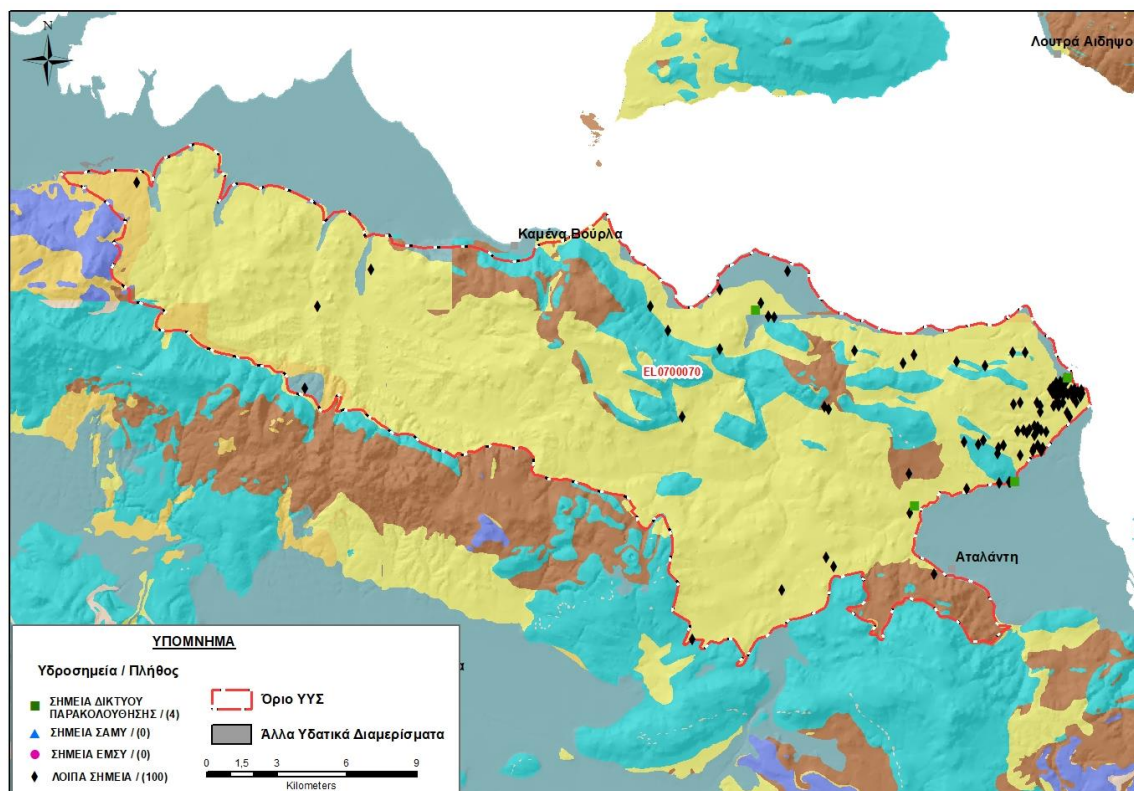 N
Λουτρά Αιδηψο
Καμένα Βούρλα
EL0700070
Αταλάντη
α
ΥΠΟΜΝΗΜΑ
Υδροσημεία / Πλήθος
ΣΗΜΕΙΑ ΔΙΚΤΥΟΥ
ΠΑΡΑΚΟΛΟΥΘΗΣΗΣ / (4)
ΣΗΜΕΙΑ ΣΑΜΥ / (0)
ΣΗΜΕΙΑ ΕΜΣΥ / (0)
ΛΟΙΠΑ ΣΗΜΕΙΑ / (100)
Όριο ΥΥΣ
Άλλα Υδατικά Διαμερίσματα
0 1,5 3 6 9
Kilometers